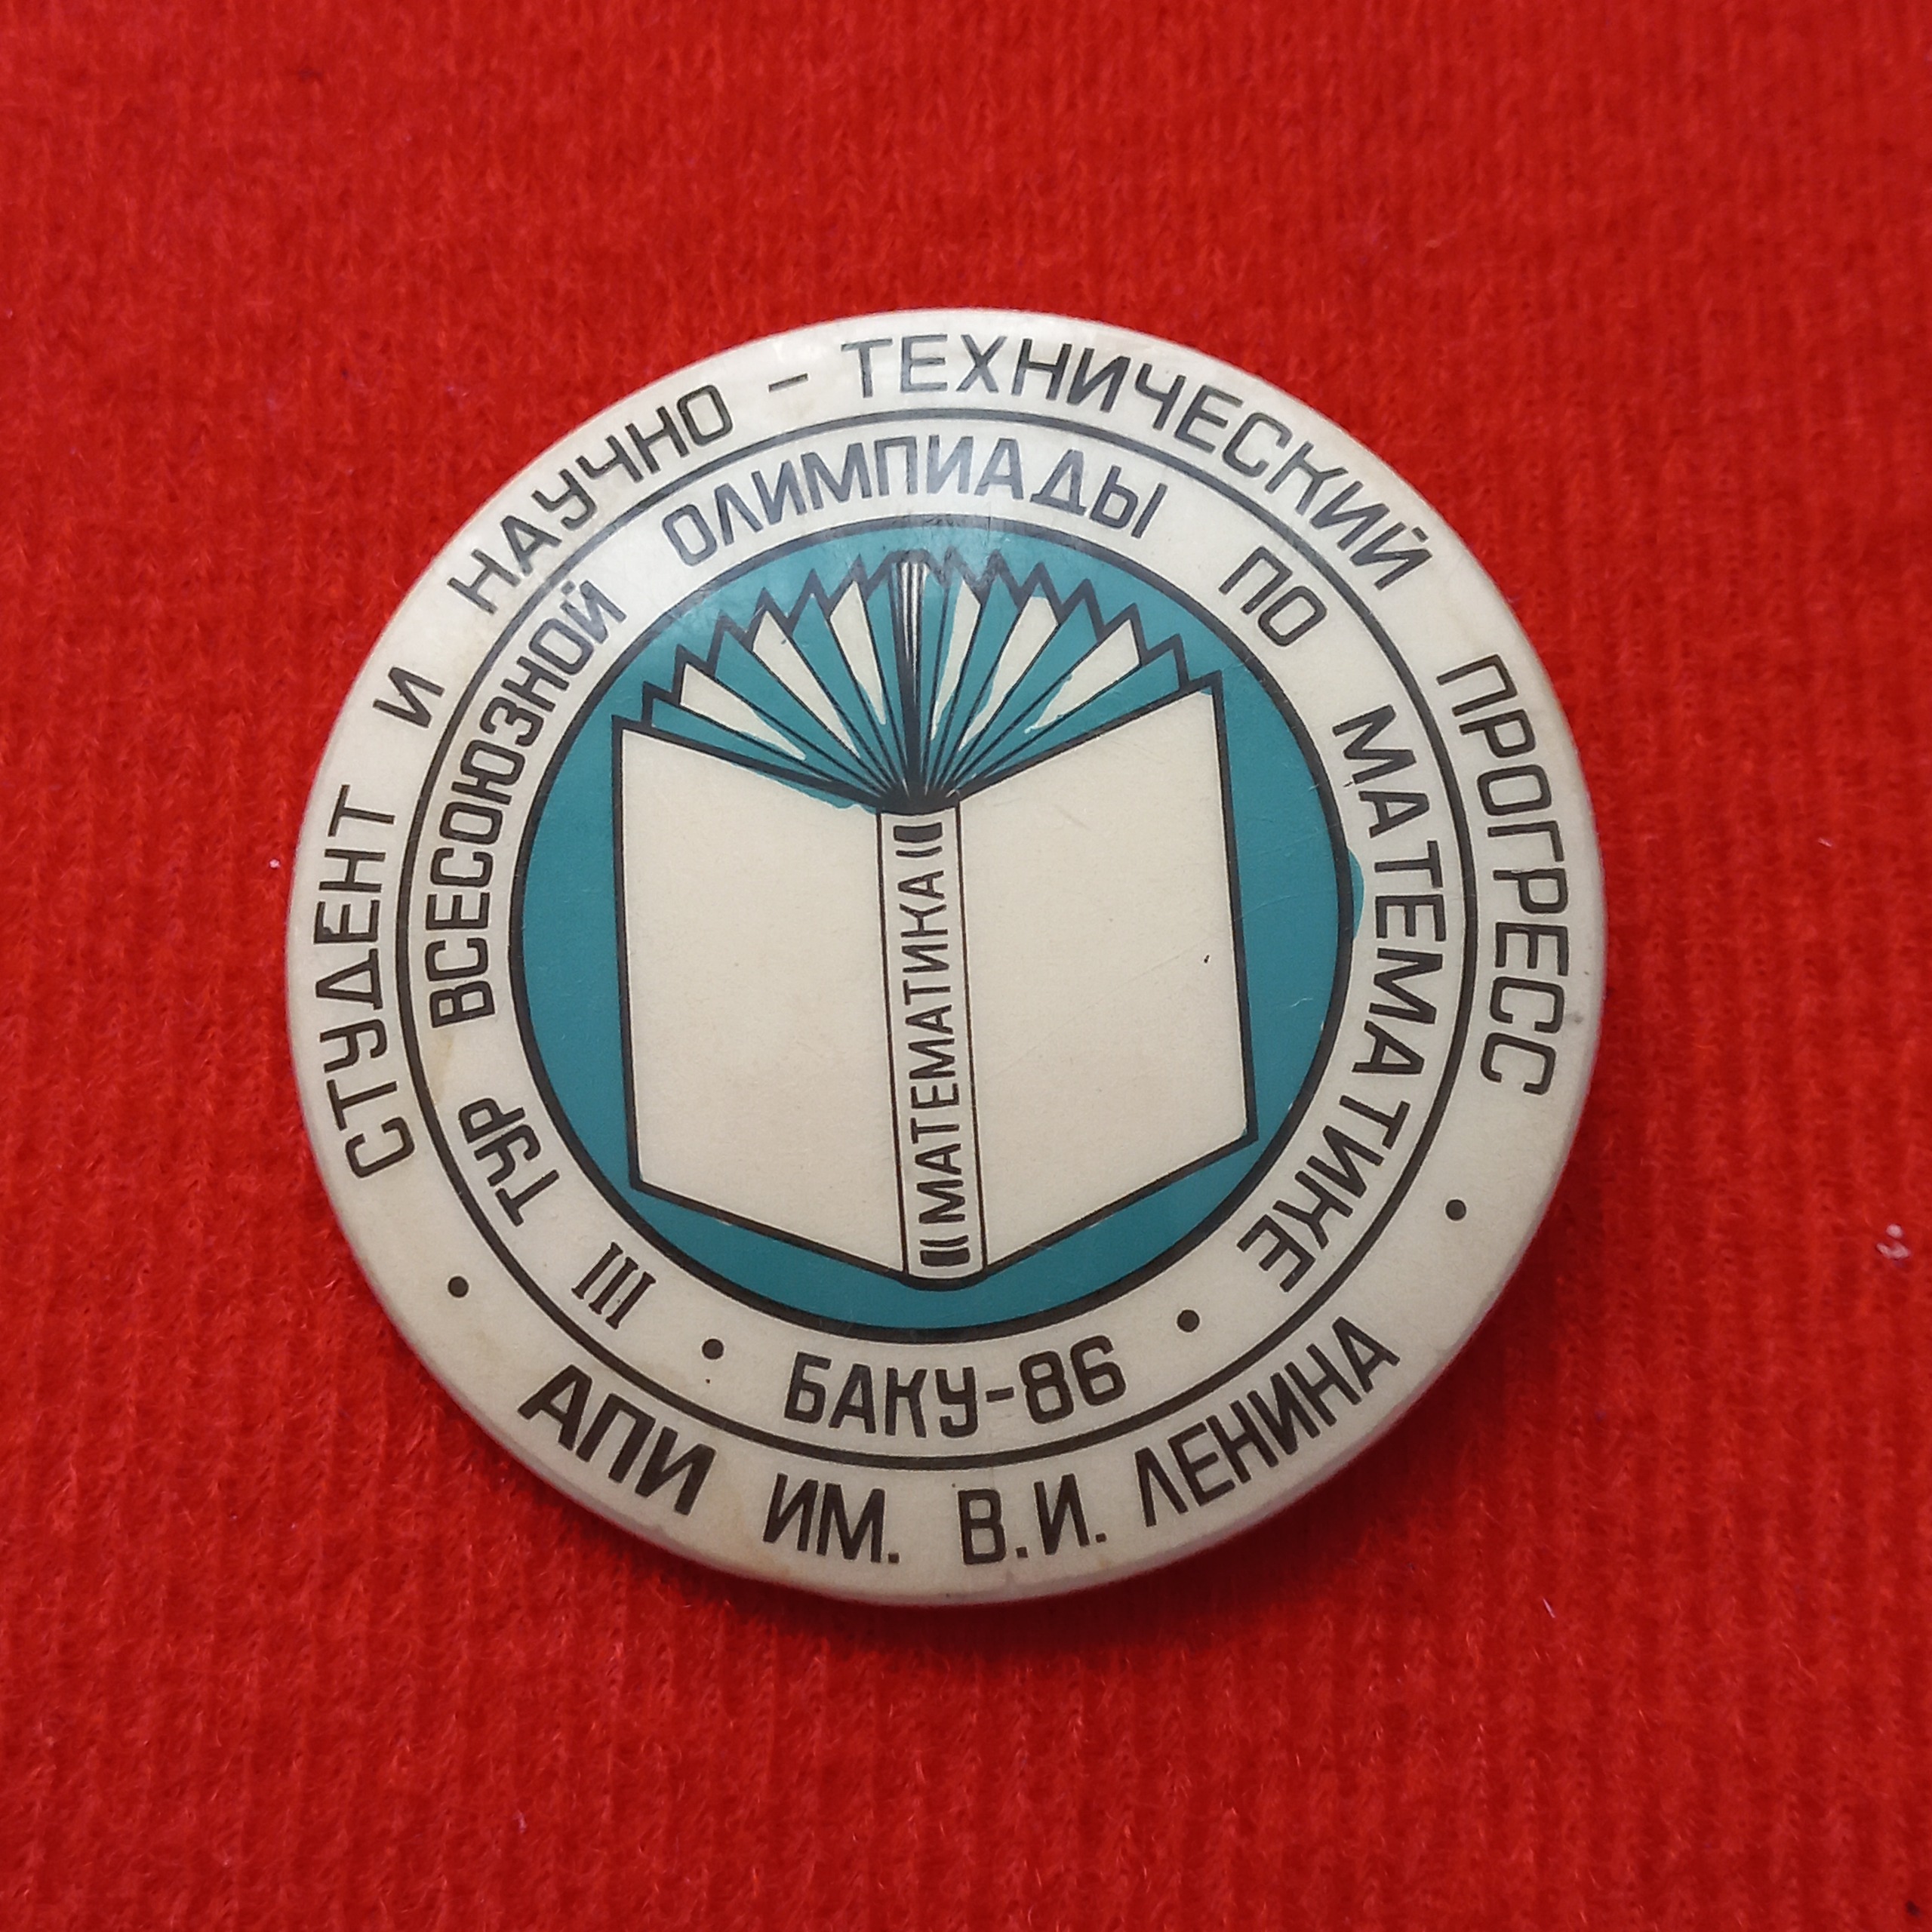 СТУДЕНТ И НАУЧНО - ТЕХНИЧЕСКИЙ ПРОГРЕСС
АПИ ИМ. В.И. ЛЕНИНА
III ТУР ВСЕСОЮЗНОЙ ОЛИМПИАДЫ ПО МАТЕМАТИКЕ
БАКУ-86
МАТЕМАТИКА